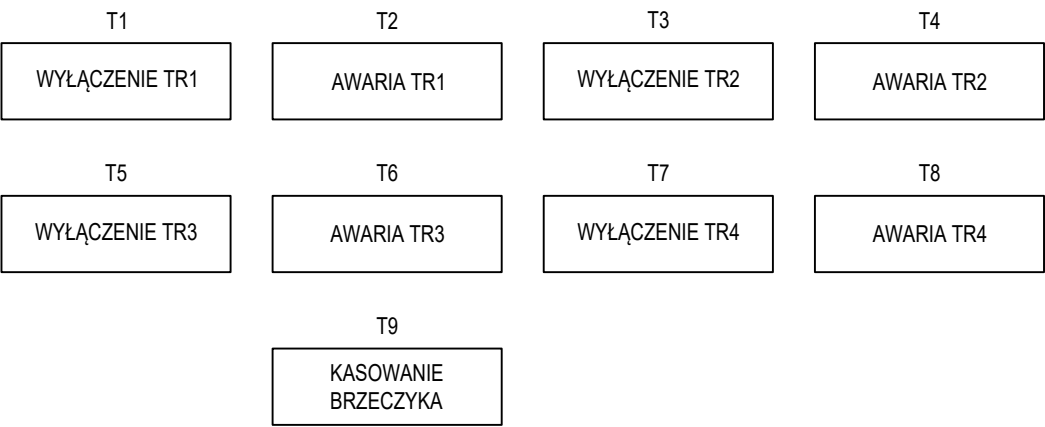 T1
T2
T3
T4
WYŁĄCZENIE TR1
AWARIA TR1
WYŁĄCZENIE TR2
AWARIA TR2
T5
T6
T7
T8
WYŁĄCZENIE TR3
AWARIA TR3
WYŁĄCZENIE TR4
AWARIA TR4
T9
KASOWANIE
BRZECZYKA